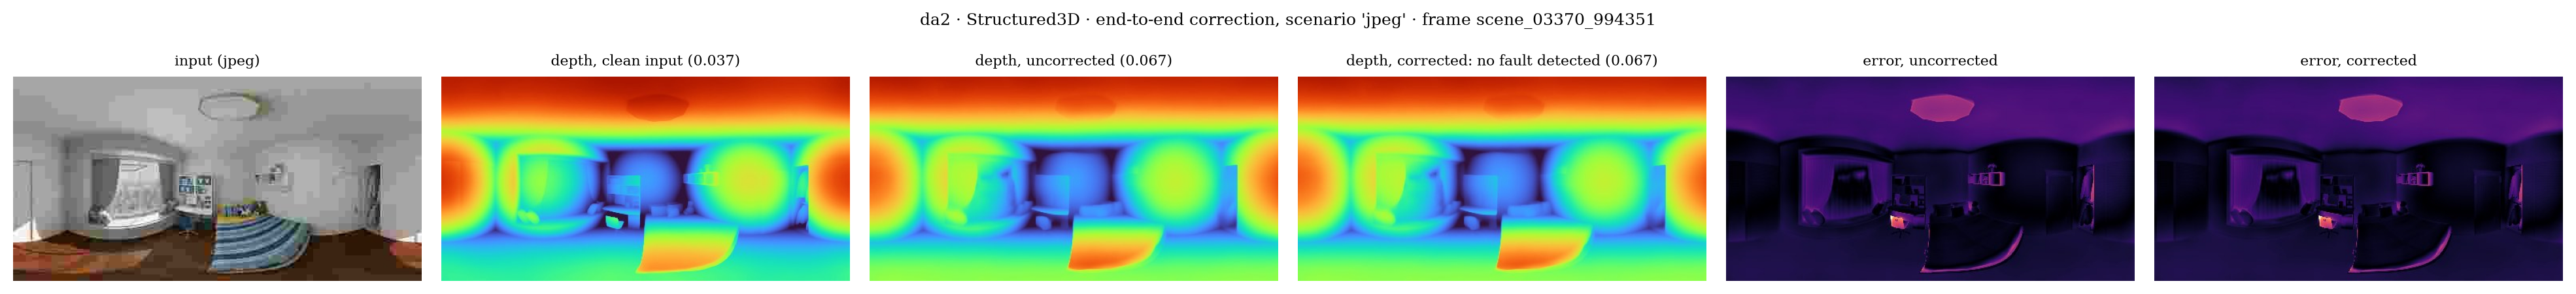 da2 · Structured3D · end-to-end correction, scenario 'jpeg' · frame scene_03370_994351
input (jpeg)
depth, clean input (0.037)
depth, uncorrected (0.067)
depth, corrected: no fault detected (0.067)
error, uncorrected
error, corrected